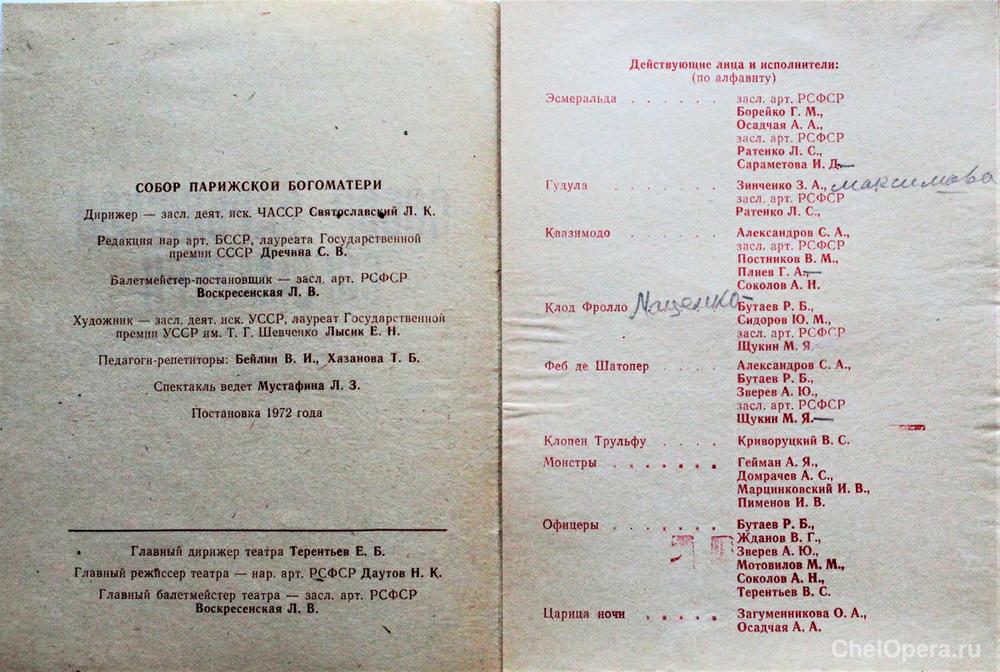 СОБОР ПАРИЖСКОЙ БОГОМАТЕРИ
Дирижер — засл. деят. иск. ЧАССР Святославский Л. К.
Редакция нар арт. БССР, лауреата Государственной
премии СССР Дречина С. В.
Балетмейстер-постановщик — засл. арт. РСФСР
Воскресенская Л. В.
Художник — засл. деят. иск. УССР, лауреат Государственной
премии УССР им. Т. Г. Шевченко Лысик Е. Н.
Педагоги-репетиторы: Бейлин В. И., Хазанова Т. Б.
Спектакль ведет Мустафина Л. З.
Постановка 1972 года
Главный дирижер театра Терентьев Е. Б.
Главный режиссер театра — нар. арт. РСФСР Даутов Н. К.
Главный балетмейстер театра — засл. арт. РСФСР
Воскресенская Л. В.
Действующие лица и исполнители:
(по алфавиту)
Эсмеральда . . . . . . . засл. арт. РСФСР
Борейко Г. М.,
Осадчая А. А.,
засл. арт. РСФСР
Ратенко Л. С.,
Сараметова И. Д.—
Гудула . . . . . . . Зинченко З. А., Максимова
засл. арт. РСФСР
Ратенко Л. С.,
Квазимодо . . . . . . Александров С. А.,
засл. арт. РСФСР
Постников В. М.,
Плиев Г. А.—
Соколов А. Н.
Клод Фролло Наценко— Бутаев Р. Б.,
Сидоров Ю. М.,
засл. арт. РСФСР
Щукин М. Я.
Феб де Шатопер . . . . Александров С. А.,
Бутаев Р. Б.,
Зверев А. Ю.,
засл. арт. РСФСР
Щукин М. Я.—
Клопен Трульфу . . . . Криворуцкий В. С.
Монстры . . . . . . . Гейман А. Я.,
Домрачев А. С.,
Марцинковский И. В.,
Пименов И. В.
Офицеры . . . . . . . Бутаев Р. Б.,
Жданов В. Г.,
Зверев А. Ю.,
Мотовилов М. М.,
Соколов А. Н.,
Терентьев В. С.
Царица ночи . . . . . Загуменникова О. А.,
Осадчая А. А.
ChelOpera.ru